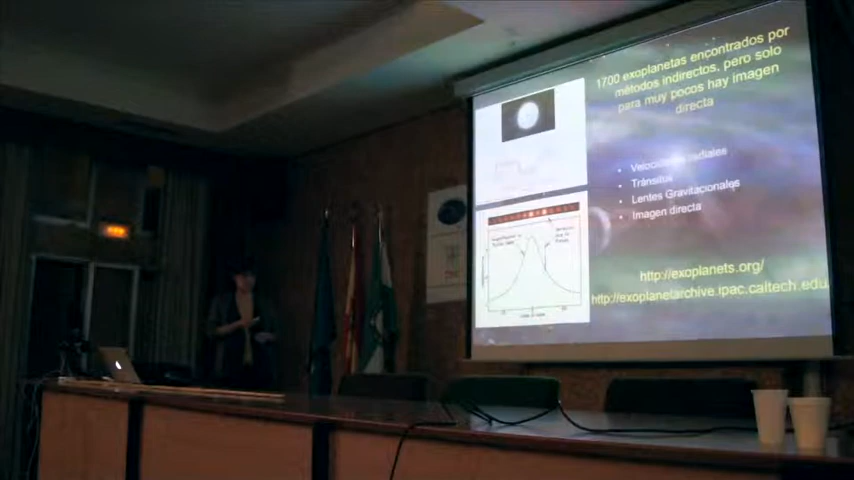 1700 exoplanetas encontrados por
métodos indirectos, pero solo
para muy pocos hay imagen
directa
• Velocidades radiales
• Tránsitos
• Lentes Gravitacionales
• Imagen directa
http://exoplanets.org/
http://exoplanetarchive.ipac.caltech.edu/